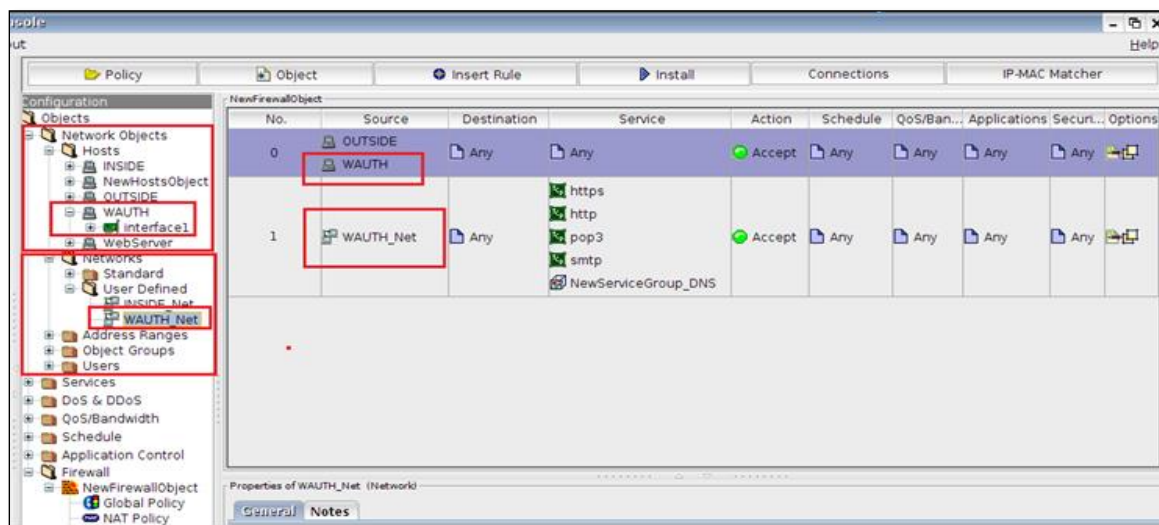 nsole
out
Help
Policy Object Insert Rule Install Connections IP-MAC Matcher
Configuration
Objects
Network Objects
Hosts
INSIDE
NewHostsObject
OUTSIDE
WAUTH
interface1
WebServer
Networks
Standard
User Defined
INSIDE_Net
WAUTH_Net
Address Ranges
Object Groups
Users
Services
DoS & DDoS
QoS/Bandwidth
Schedule
Application Control
Firewall
NewFirewallObject
Global Policy
NAT Policy
NewFirewallObject
No. Source Destination Service Action Schedule QoS/Ban... Applications Securi... Options
0 OUTSIDE Any Any Accept Any Any Any Any
WAUTH
1 WAUTH_Net Any https Accept Any Any Any Any
http
pop3
smtp
NewServiceGroup_DNS
Properties of WAUTH_Net (Network)
General Notes